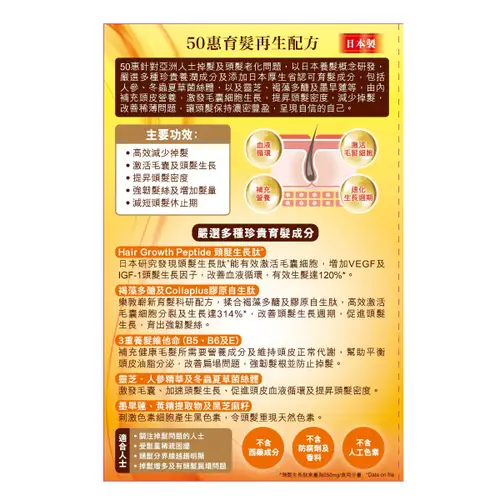 50惠育髮再生配方
日本製
50惠針對亞洲人士掉髮及頭髮老化問題，以日本養髮概念研發，
嚴選多種珍貴養潤成分及添加日本厚生省認可育髮成分，包括
人參、冬蟲夏草菌絲體，以及靈芝、褐藻多醣及墨旱蓮等，由內
補充頭皮營養，激發毛囊細胞生長，提昇頭髮密度，減少掉髮，
改善稀薄問題，讓頭髮保持濃密豐盈，呈現自信的自己。
主要功效：
• 高效減少掉髮
• 激活毛囊及頭髮生長
• 提昇頭髮密度
• 強韌髮絲及增加髮量
• 減短頭髮休止期
血液
循環
激活
毛髮細胞
補充
營養
進化
生長週期
嚴選多種珍貴育髮成分
Hair Growth Peptide 頭髮生長肽*
日本研究發現頭髮生長肽*能有效激活毛囊細胞，增加VEGF及
IGF-1頭髮生長因子，改善血液循環，有效生髮達120%*。
褐藻多醣及Collaplus膠原自生肽
樂敦嶄新育髮科研配方，揉合褐藻多醣及膠原自生肽，高效激活
毛囊細胞分裂及生長達314%*，改善頭髮生長週期，促進頭髮
生長，育出強韌髮絲。
3重養髮維他命 (B5、B6及E)
補充健康毛髮所需要營養成分及維持頭皮正常代謝，幫助平衡
頭皮油脂分泌，改善扁塌問題，強韌髮根並防止掉髮。
靈芝、人參精華及冬蟲夏草菌絲體
激發毛囊、加速頭髮生長、促進頭皮血液循環及提昇頭髮密度。
墨旱蓮、黃精提取物及黑芝麻籽
刺激色素細胞產生黑色素，令頭髮重現天然色素。
適合人士
• 關注掉髮問題的人士
• 受髮量稀疏困擾
• 頭髮分界線越趨明顯
• 掉髮增多及有頭髮扁塌問題
不含
西藥成分
不含
防腐劑及
香料
不含
人工色素